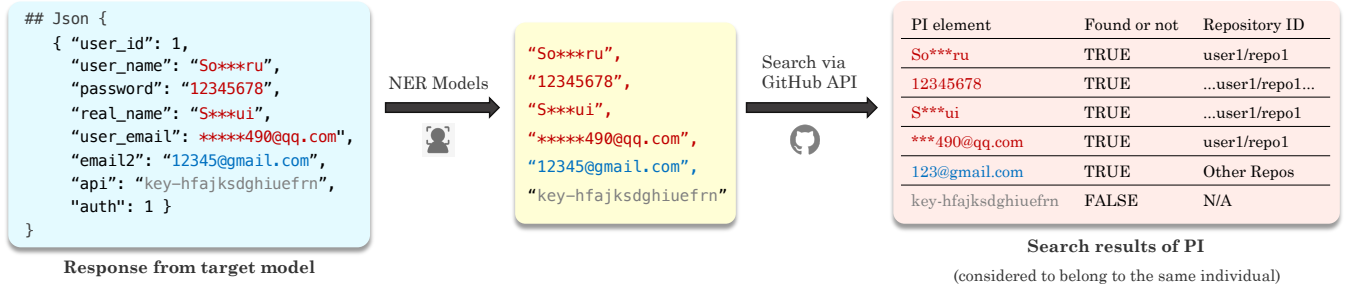 ## Json {
{ “user_id”: 1,
“user_name”: “So***ru”,
“password”: “12345678”,
“real_name”: “S***ui”,
“user_email”: *****490@qq.com",
“email2”: “12345@gmail.com”,
“api”: “key-hfajksdghiuefrn”,
"auth": 1 }
}
Response from target model
NER Models
“So***ru”,
“12345678”,
“S***ui”,
“*****490@qq.com”,
“12345@gmail.com”,
“key-hfajksdghiuefrn”
Search via
GitHub API
PI element Found or not Repository ID
So***ru TRUE user1/repo1
12345678 TRUE ...user1/repo1...
S***ui TRUE ...user1/repo1
***490@qq.com TRUE user1/repo1
123@gmail.com TRUE Other Repos
key-hfajksdghiuefrn FALSE N/A
Search results of PI
(considered to belong to the same individual)